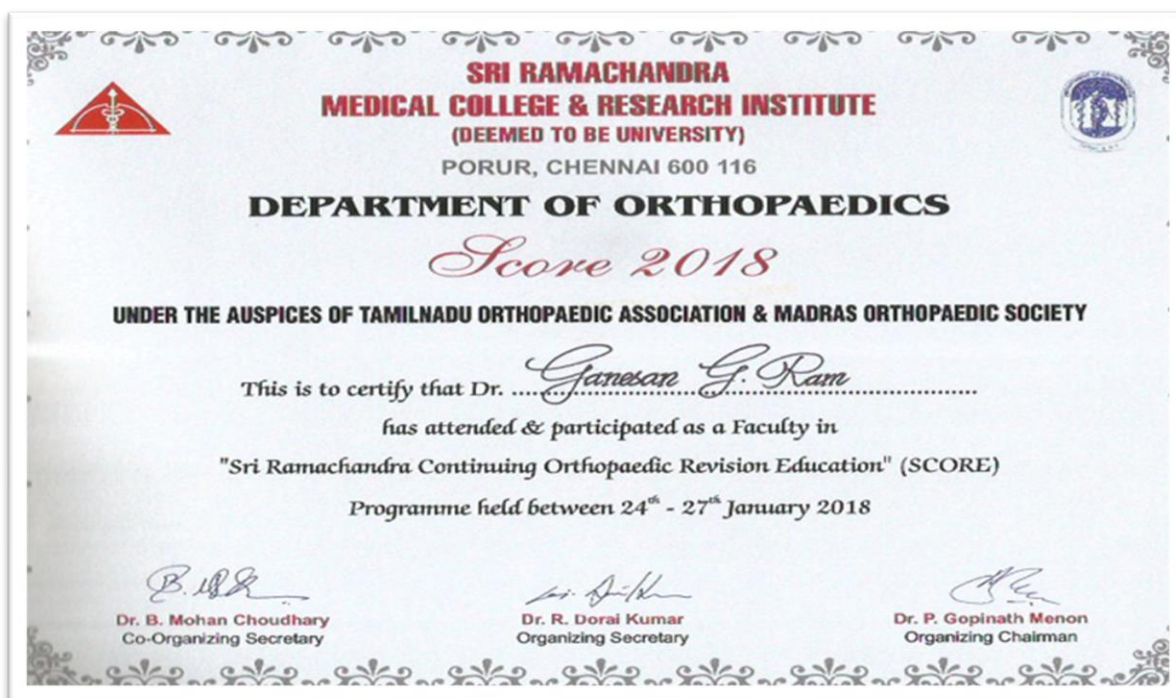 SRI RAMACHANDRA
MEDICAL COLLEGE & RESEARCH INSTITUTE
(DEEMED TO BE UNIVERSITY)
PORUR, CHENNAI 600 116
DEPARTMENT OF ORTHOPAEDICS
Score 2018
UNDER THE AUSPICES OF TAMILNADU ORTHOPAEDIC ASSOCIATION & MADRAS ORTHOPAEDIC SOCIETY
This is to certify that Dr. Ganesan G. Ram
has attended & participated as a Faculty in
"Sri Ramachandra Continuing Orthopaedic Revision Education" (SCORE)
Programme held between 24th - 27th January 2018
Dr. B. Mohan Choudhary
Co-Organizing Secretary
Dr. R. Dorai Kumar
Organizing Secretary
Dr. P. Gopinath Menon
Organizing Chairman